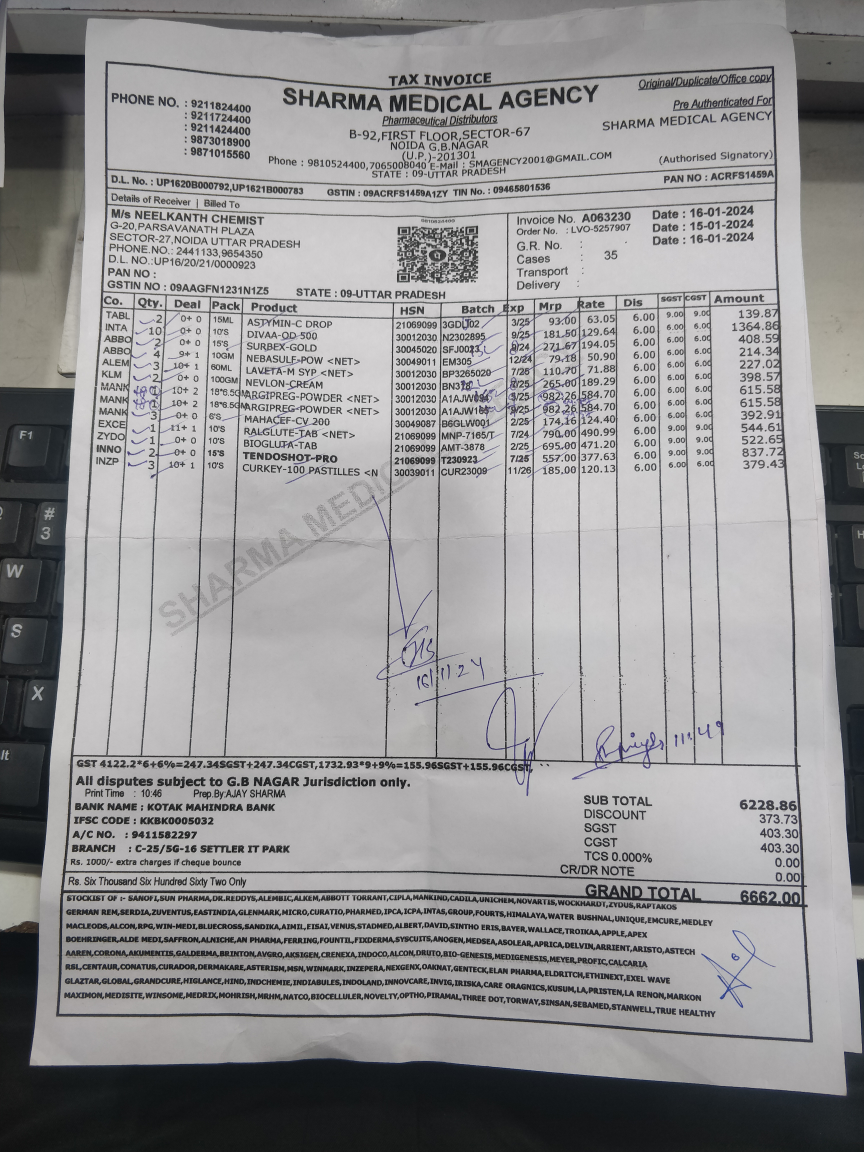 TAX INVOICE
Original/Duplicate/Office copy
PHONE NO. : 9211824400
: 9211724400
: 9211424400
: 9873018900
: 9871015560
SHARMA MEDICAL AGENCY
Pharmaceutical Distributors
B-92,FIRST FLOOR,SECTOR-67
NOIDA G.B.NAGAR
(U.P.)-201301
Phone : 9810524400,7065008040 E-Mail : SMAGENCY2001@GMAIL.COM
STATE : 09-UTTAR PRADESH
Pre Authenticated For
SHARMA MEDICAL AGENCY
(Authorised Signatory)
D.L. No. : UP1620B000792,UP1621B000783 GSTIN : 09ACRFS1459A1ZY TIN No. : 09465801536 PAN NO : ACRFS1459A
Details of Receiver | Billed To
M/s NEELKANTH CHEMIST
G-20,PARSAVANATH PLAZA
SECTOR-27,NOIDA UTTAR PRADESH
PHONE.NO. : 2441133,9654350
D.L. NO.:UP16/20/21/0000923
PAN NO :
GSTIN NO : 09AAGFN1231N1Z5 STATE : 09-UTTAR PRADESH
Invoice No. A063230 Date : 16-01-2024
Order No. : LVO-5257907 Date : 15-01-2024
G.R. No. : Date : 16-01-2024
Cases : 35
Transport :
Delivery :
Co. Qty. Deal Pack Product HSN Batch Exp Mrp Rate Dis SGST CGST Amount
TABL 2 0+ 0 15ML ASTYMIN-C DROP 21069099 3GDU02 3/25 93.00 63.05 6.00 9.00 9.00 139.87
INTA 10 0+ 0 10'S DIVAA-OD 500 30012030 N2302895 9/25 181.50 129.64 6.00 6.00 6.00 1364.86
ABBO 2 0+ 0 15'S SURBEX-GOLD 30045020 SFJ0023 9/24 271.67 194.05 6.00 6.00 6.00 408.59
ABBO 4 9+ 1 10GM NEBASULF-POW <NET> 30049011 EM305 12/24 79.18 50.90 6.00 6.00 6.00 214.34
ALEM 3 10+ 1 60ML LAVETA-M SYP <NET> 30012030 BP3265020 7/25 110.70 71.88 6.00 6.00 6.00 227.02
KLM 2 0+ 0 100GM NEVLON-CREAM 30012030 265.00 189.29 6.00 6.00 6.00 398.57
MANK 10+ 2 18*6.5GM ARGIPREG-POWDER <NET> 30012030 982.26 584.70 6.00 6.00 6.00 615.58
MANK 10+ 2 18*6.5GM ARGIPREG-POWDER <NET> 30012030 982.26 584.70 6.00 6.00 6.00 615.58
MANK 3 0+ 0 6'S MAHACEF-CV 200 30049087 B6GLW001 2/25 174.16 124.40 6.00 6.00 6.00 392.91
EXCE 1 11+ 1 10'S RALGLUTE-TAB <NET> 21069099 MNP-7165/T 7/24 790.00 490.99 6.00 9.00 9.00 544.61
ZYDO 1 0+ 0 10'S BIOGLUTA-TAB 21069099 AMT-3878 2/25 695.00 471.20 6.00 9.00 9.00 522.65
INNO 2 0+ 0 15'S TENDOSHOT-PRO 21069099 T230923 7/25 557.00 377.63 6.00 9.00 9.00 837.72
INZP 3 10+ 1 10'S CURKEY-100 PASTILLES <N 30039011 CUR23009 11/26 185.00 120.13 6.00 6.00 6.00 379.43
SHARMA MEDIC
16/1/24
11:49
GST 4122.2*6+6%=247.34SGST+247.34CGST,1732.93*9+9%=155.96SGST+155.96CGST,
All disputes subject to G.B NAGAR Jurisdiction only.
Print Time : 10:46 Prep.By:AJAY SHARMA
BANK NAME : KOTAK MAHINDRA BANK
IFSC CODE : KKBK0005032
A/C NO. : 9411582297
BRANCH : C-25/5G-16 SETTLER IT PARK
Rs. 1000/- extra charges if cheque bounce
SUB TOTAL 6228.86
DISCOUNT 373.73
SGST 403.30
CGST 403.30
TCS 0.000% 0.00
CR/DR NOTE 0.00
Rs. Six Thousand Six Hundred Sixty Two Only
GRAND TOTAL 6662.00
STOCKIST OF :- SANOFI,SUN PHARMA,DR.REDDYS,ALEMBIC,ALKEM,ABBOTT TORRANT,CIPLA,MANKIND,CADILA,UNICHEM,NOVARTIS,WOCKHARDT,ZYDUS,RAPTAKOS
GERMAN REM,SERDIA,ZUVENTUS,EASTINDIA,GLENMARK,MICRO,CURATIO,PHARMED,IPCA,ICPA,INTAS,GROUP,FOURTS,HIMALAYA,WATER BUSHNAL,UNIQUE,EMCURE,MEDLEY
MACLEODS,ALCON,RPG,WIN-MEDI,BLUECROSS,SANDIKA,AIMIL,EISAI,VENUS,STADMED,ALBERT,DAVID,SINTHO ERIS,BAYER,WALLACE,TROIKAA,APPLE,APEX
BOEHRINGER,ALDE MEDI,SAFFRON,ALNICHE,AN PHARMA,FERRING,FOUNTIL,FIXDERMA,SYSCUITS,ANOGEN,MEDSEA,ASOLEAR,APRICA,DELVIN,ARRIENT,ARISTO,ASTECH
AAREN,CORONA,AKUMENTIS,GALDERMA,BRINTON,AVGRO,AKSIGEN,CRENEXA,INDOCO,ALCON,DRUTO,BIO-GENESIS,MEDIGENESIS,MEYER,PROFIC,CALCARIA
RSL,CENTAUR,CONATUS,CURADOR,DERMAKARE,ASTERISM,MSN,WINMARK,INZEPERA,NEXGENX,OAKNAT,GENTECK,ELAN PHARMA,ELDRITCH,ETHINEXT,EXEL WAVE
GLAZTAR,GLOBAL,GRANDCURE,HIGLANCE,HIND,INDCHEMIE,INDIABULES,INDOLAND,INNOVCARE,INVIG,IRISKA,CARE ORAGNICS,KUSUM,LA,PRISTEN,LA RENON,MARKON
MAXIMON,MEDISITE,WINSOME,MEDRIX,MOHRISH,MRHM,NATCO,BIOCELLULER,NOVELTY,OPTHO,PIRAMAL,THREE DOT,TORWAY,SINSAN,SEBAMED,STANWELL,TRUE HEALTHY
F1
#
3
W
S
X